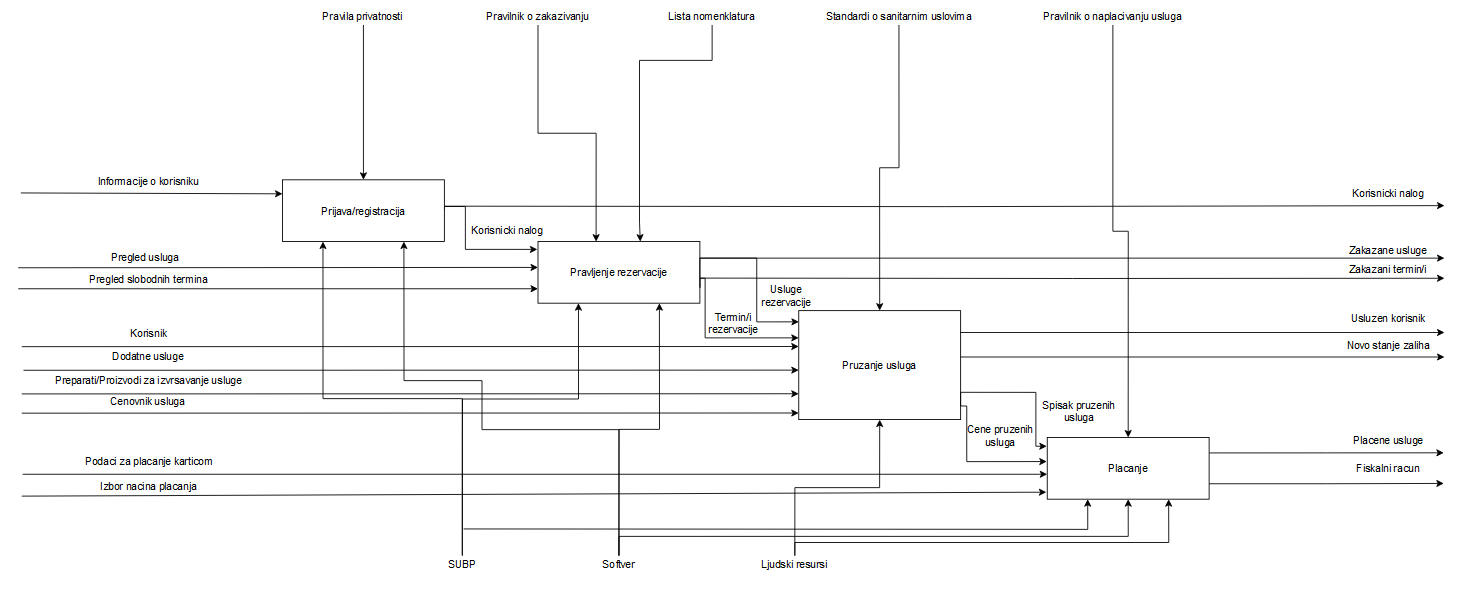 Pravila privatnosti
Pravilnik o zakazivanju
Lista nomenklatura
Standardi o sanitarnim uslovima
Pravilnik o naplacivanju usluga
Informacije o korisniku
Prijava/registracija
Korisnicki nalog
Korisnicki nalog
Pregled usluga
Pregled slobodnih termina
Pravljenje rezervacije
Zakazane usluge
Zakazani termin/i
Usluge
rezervacije
Termin/i
rezervacije
Korisnik
Dodatne usluge
Preparati/Proizvodi za izvrsavanje usluge
Cenovnik usluga
Pruzanje usluga
Usluzen korisnik
Novo stanje zaliha
Spisak pruzenih
usluga
Cene pruzenih
usluga
Podaci za placanje karticom
Izbor nacina placanja
Placanje
Placene usluge
Fiskalni racun
SUBP
Softver
Ljudski resursi